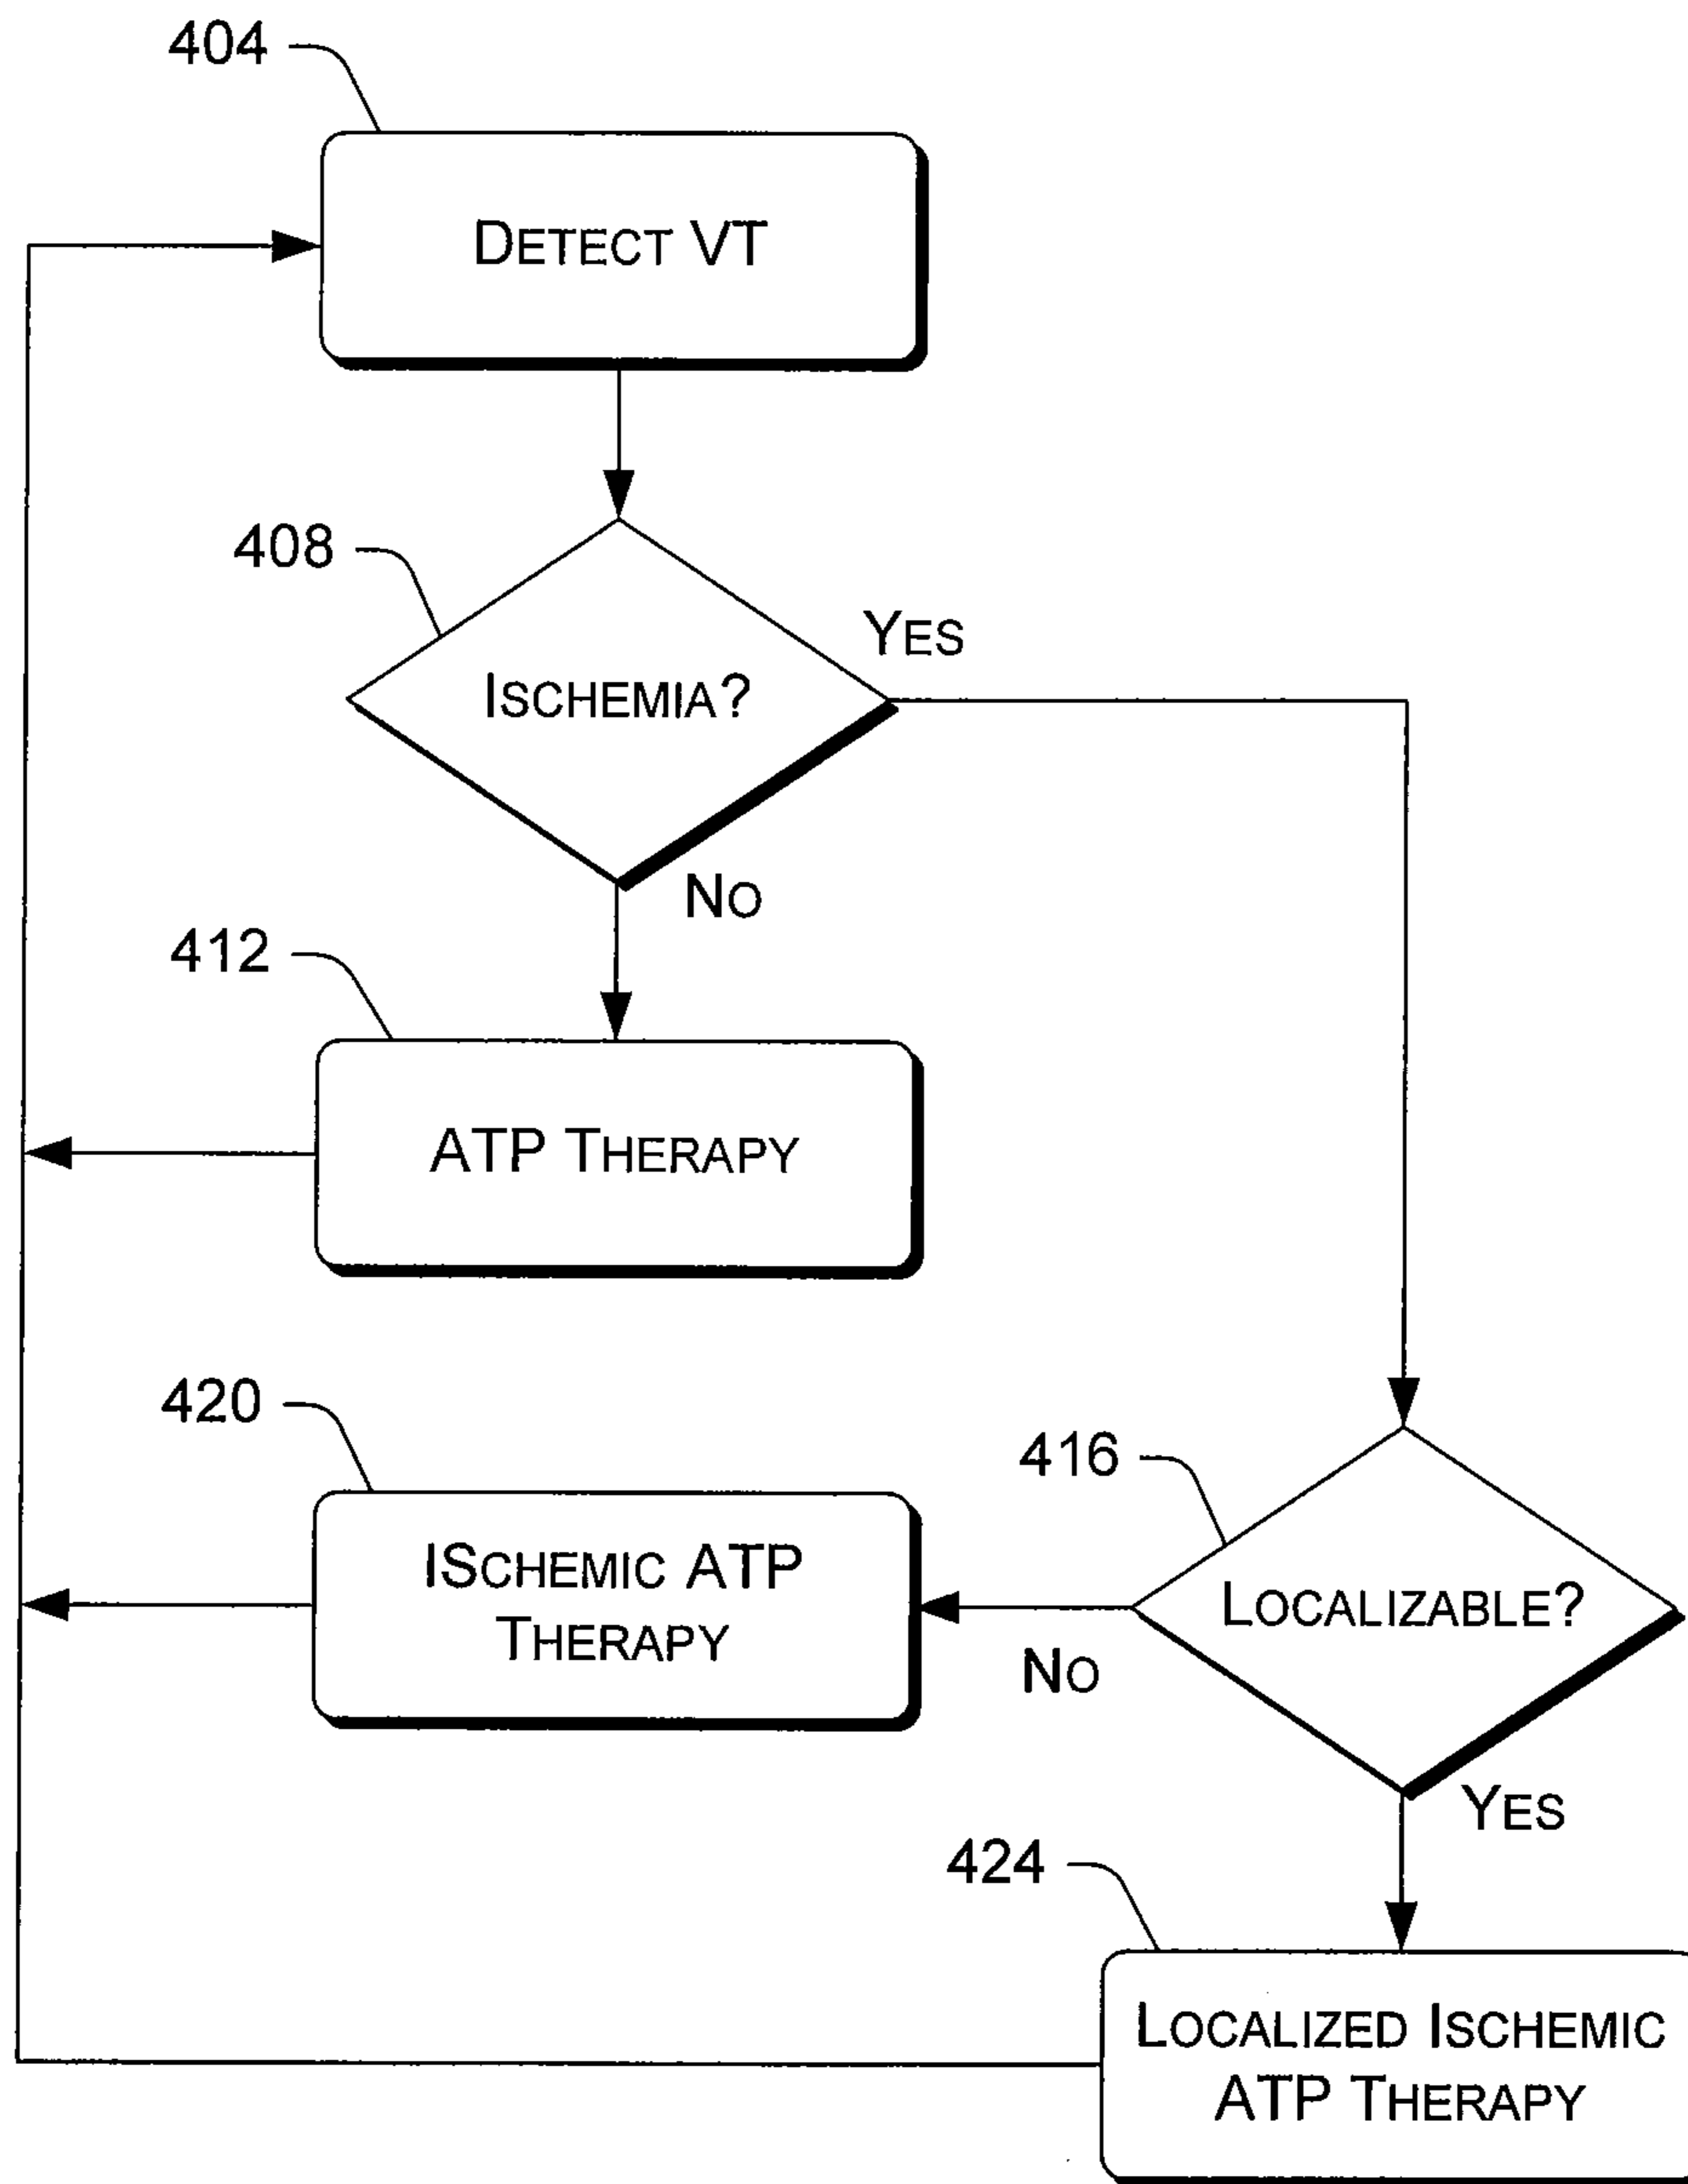 404
DETECT VT
408
YES
ISCHEMIA?
NO
412
ATP THERAPY
420
416
ISCHEMIC ATP
THERAPY
LOCALIZABLE?
NO
YES
424
LOCALIZED ISCHEMIC
ATP THERAPY